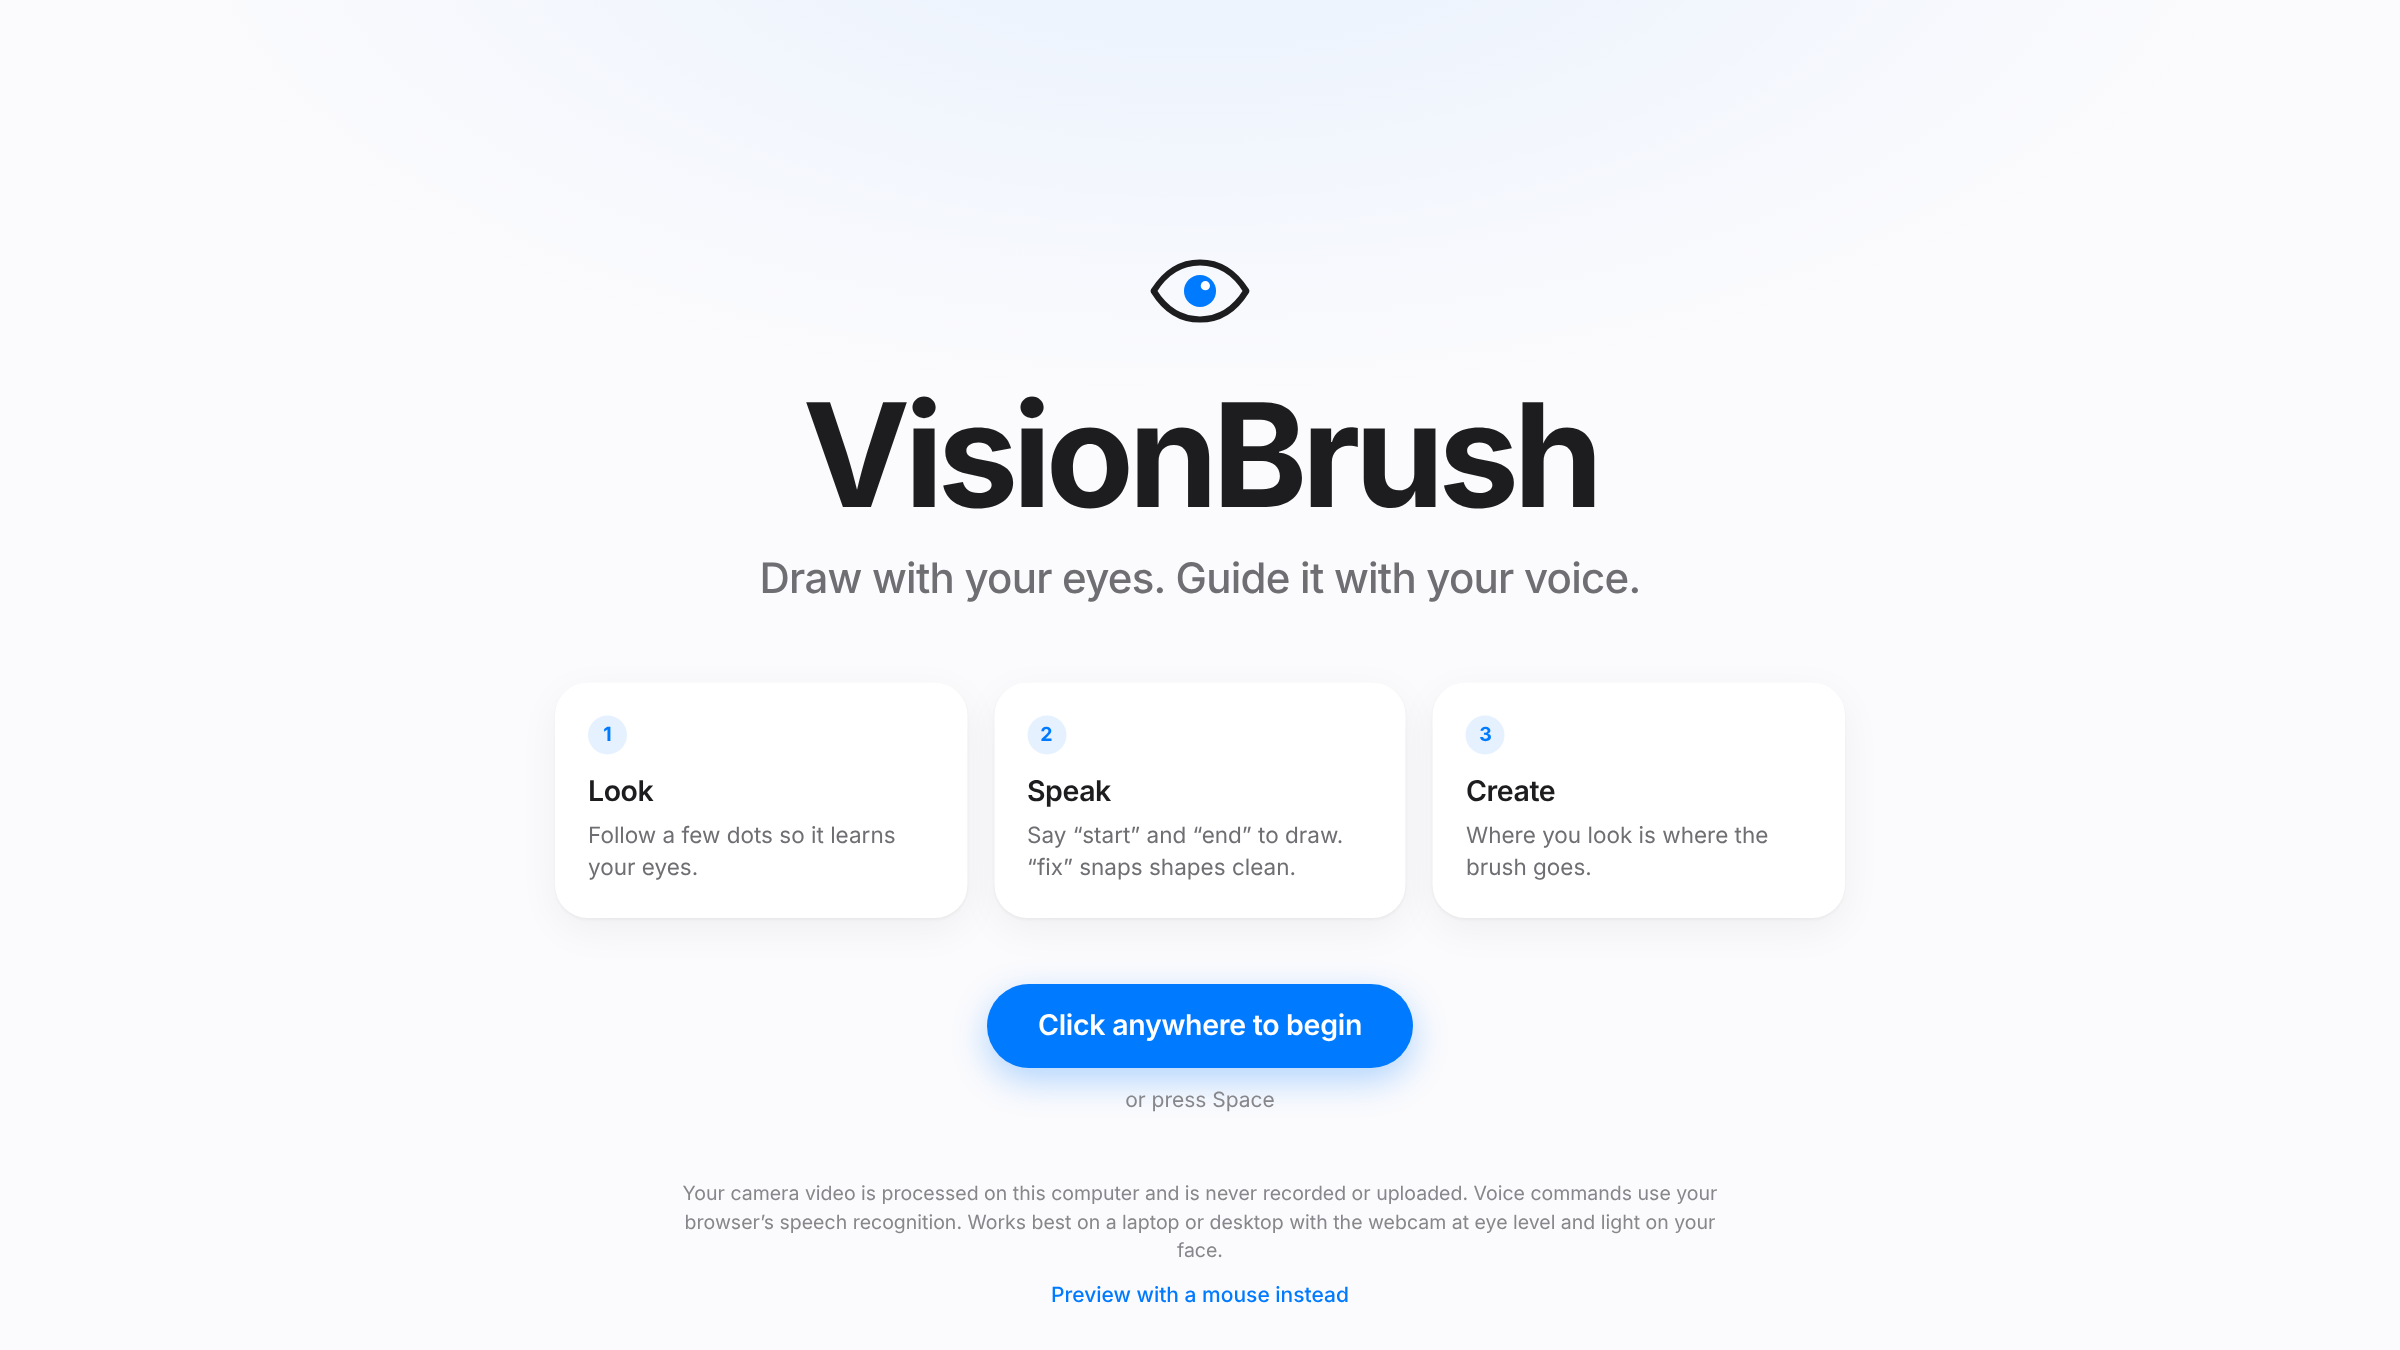 VisionBrush
Draw with your eyes. Guide it with your voice.
1
Look
Follow a few dots so it learns
your eyes.
2
Speak
Say “start” and “end” to draw.
“fix” snaps shapes clean.
3
Create
Where you look is where the
brush goes.
Click anywhere to begin
or press Space
Your camera video is processed on this computer and is never recorded or uploaded. Voice commands use your
browser’s speech recognition. Works best on a laptop or desktop with the webcam at eye level and light on your
face.
Preview with a mouse instead